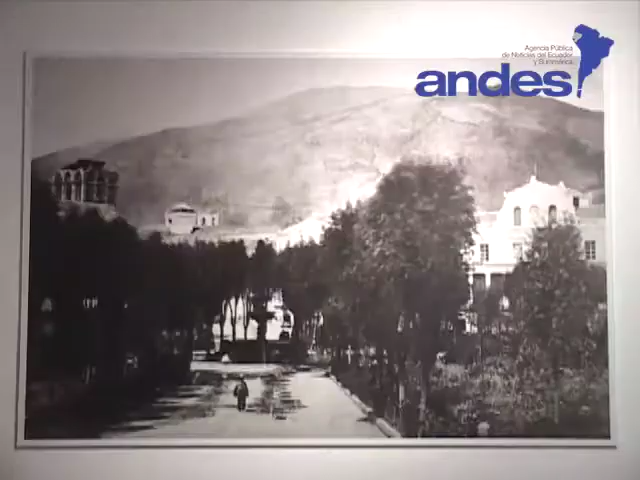 Agencia Pública
de Noticias del Ecuador
y Suramérica
andes